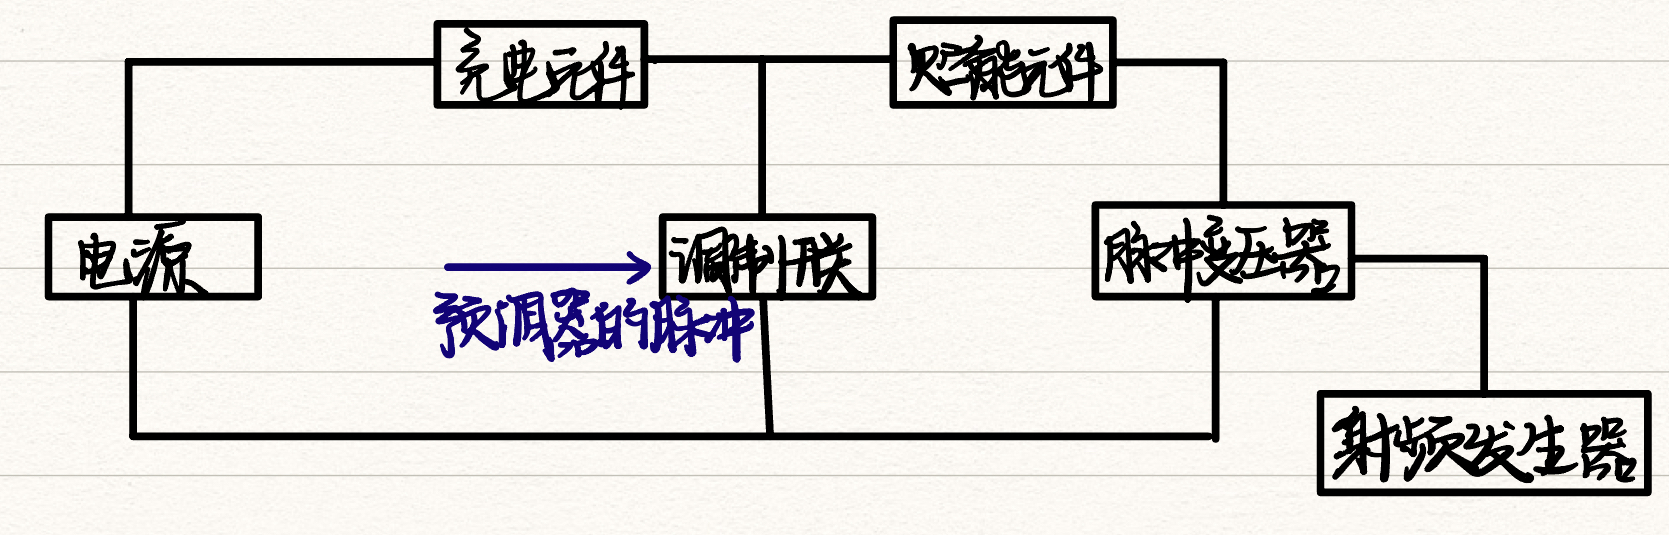 充电元件
贮能元件
电源
调制开联
脉冲变压器
预调器的脉冲
射频发生器